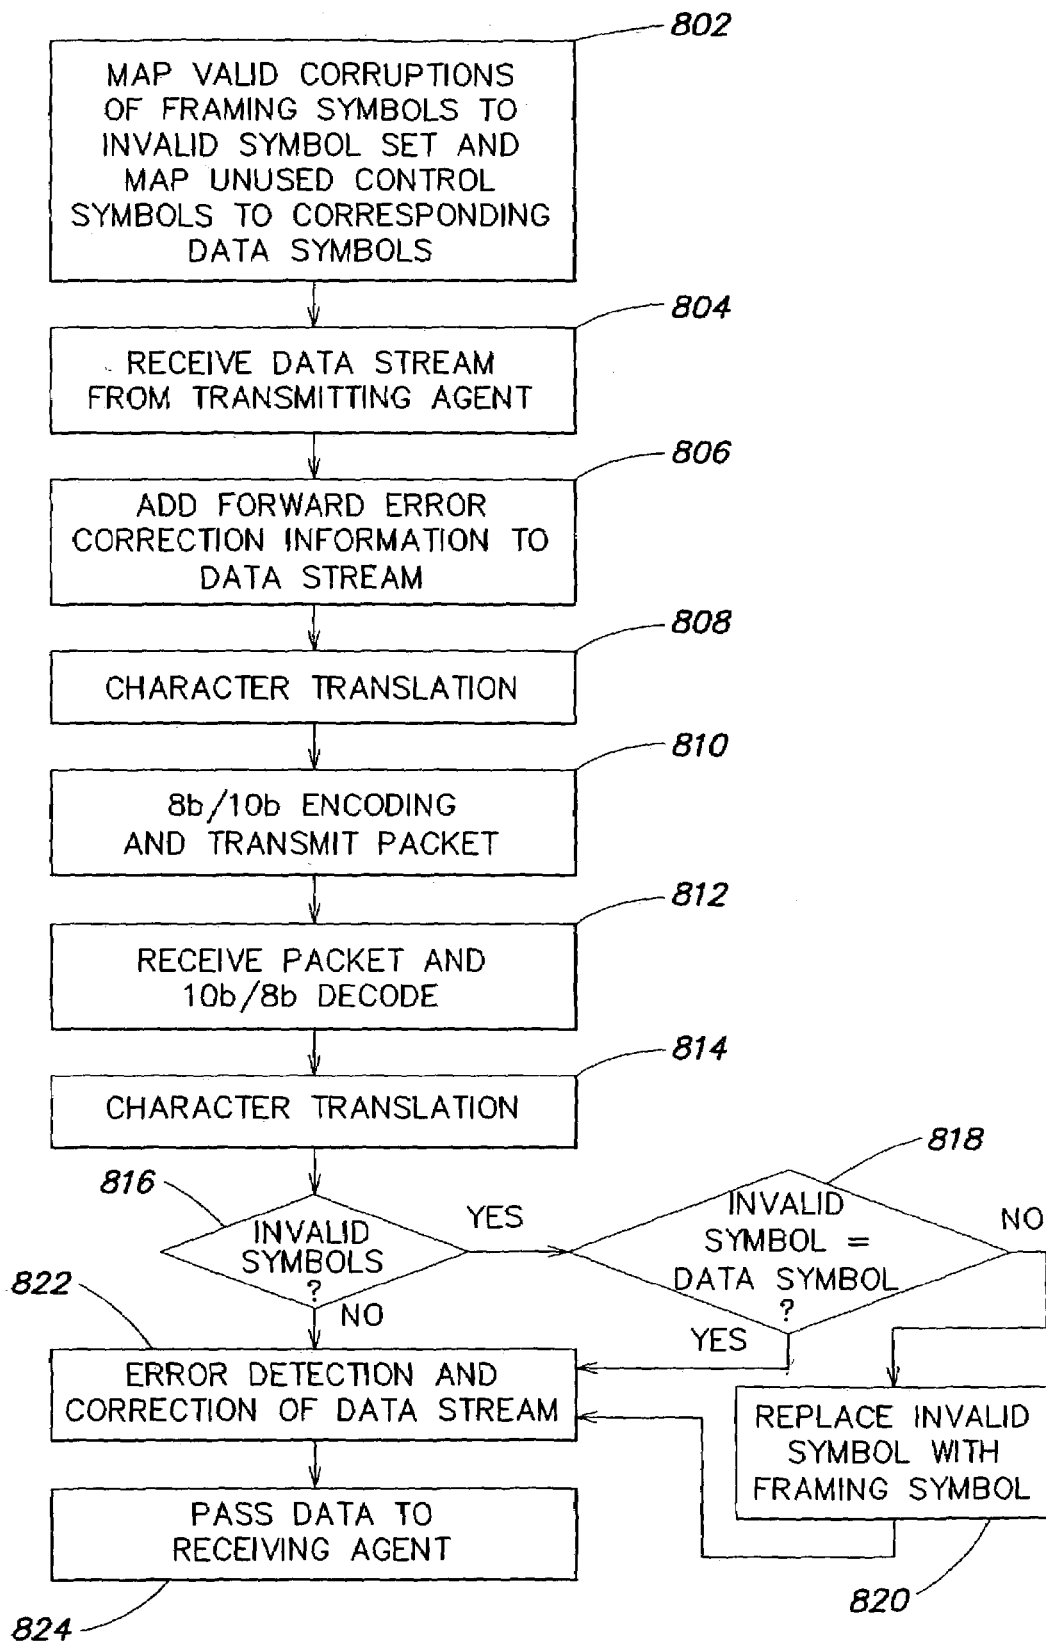 802
MAP VALID CORRUPTIONS
OF FRAMING SYMBOLS TO
INVALID SYMBOL SET AND
MAP UNUSED CONTROL
SYMBOLS TO CORRESPONDING
DATA SYMBOLS
804
RECEIVE DATA STREAM
FROM TRANSMITTING AGENT
806
ADD FORWARD ERROR
CORRECTION INFORMATION TO
DATA STREAM
808
CHARACTER TRANSLATION
810
8b/10b ENCODING
AND TRANSMIT PACKET
812
RECEIVE PACKET AND
10b/8b DECODE
814
CHARACTER TRANSLATION
816
INVALID
SYMBOLS
?
YES
NO
818
INVALID
SYMBOL =
DATA SYMBOL
?
NO
YES
822
ERROR DETECTION AND
CORRECTION OF DATA STREAM
REPLACE INVALID
SYMBOL WITH
FRAMING SYMBOL
820
PASS DATA TO
RECEIVING AGENT
824